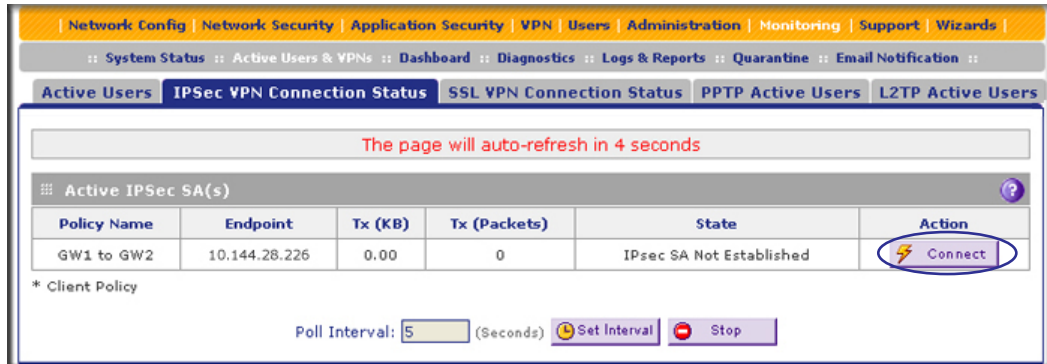 | Network Config | Network Security | Application Security | VPN | Users | Administration | Monitoring | Support | Wizards |
:: System Status :: Active Users & VPNs :: Dashboard :: Diagnostics :: Logs & Reports :: Quarantine :: Email Notification ::
Active Users IPSec VPN Connection Status SSL VPN Connection Status PPTP Active Users L2TP Active Users
The page will auto-refresh in 4 seconds
Active IPSec SA(s) ?
Policy Name Endpoint Tx (KB) Tx (Packets) State Action
GW1 to GW2 10.144.28.226 0.00 0 IPsec SA Not Established Connect
* Client Policy
Poll Interval: 5 (Seconds) Set Interval Stop